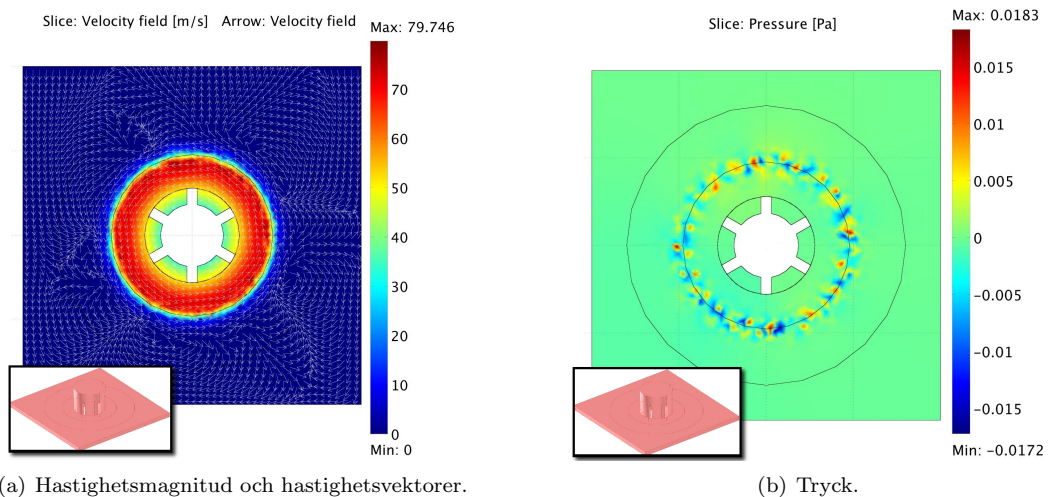 Slice: Velocity field [m/s] Arrow: Velocity field
Max: 79.746
70
60
50
40
30
20
10
0
Min: 0
Slice: Pressure [Pa]
Max: 0.0183
0.015
0.01
0.005
0
-0.005
-0.01
-0.015
Min: -0.0172
a) Hastighetsmagnitud och hastighetsvektorer.
(b) Tryck.